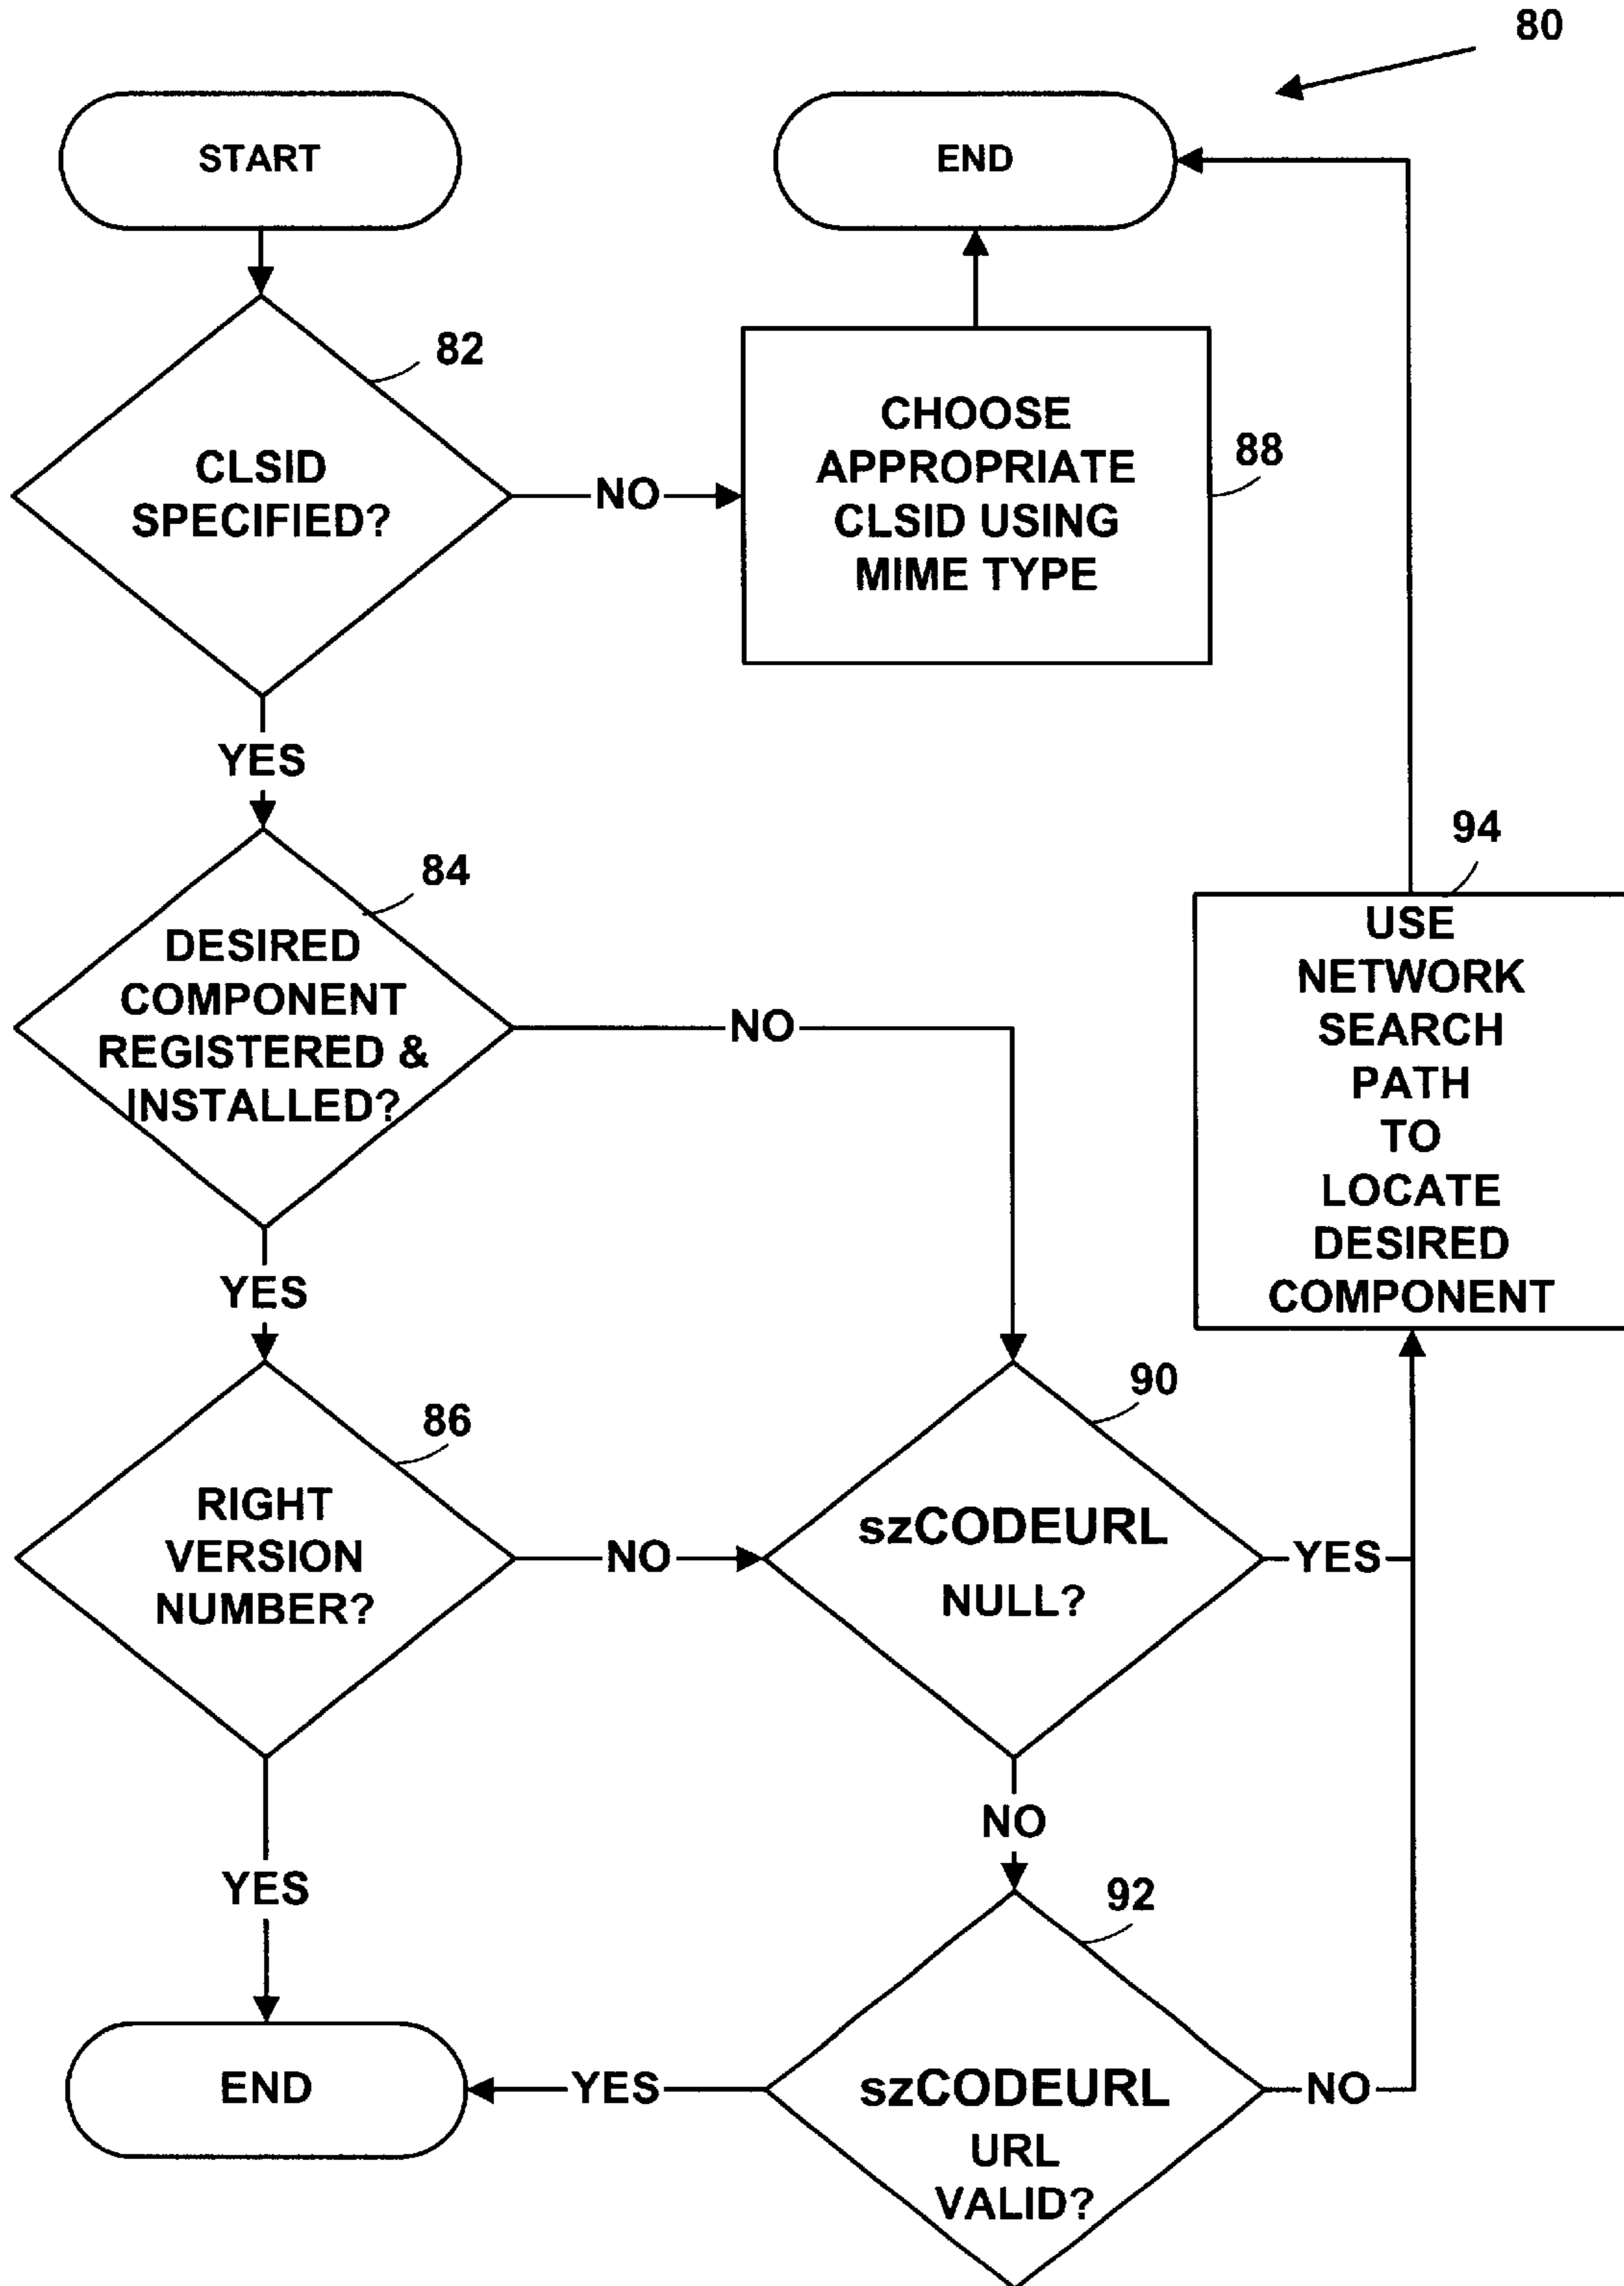 80
START
END
82
CLSID
SPECIFIED?
NO
CHOOSE
APPROPRIATE
CLSID USING
MIME TYPE
88
YES
84
DESIRED
COMPONENT
REGISTERED &
INSTALLED?
NO
94
USE
NETWORK
SEARCH
PATH
TO
LOCATE
DESIRED
COMPONENT
YES
86
RIGHT
VERSION
NUMBER?
NO
90
szCODEURL
NULL?
YES
NO
YES
92
szCODEURL
URL
VALID?
YES
NO
END